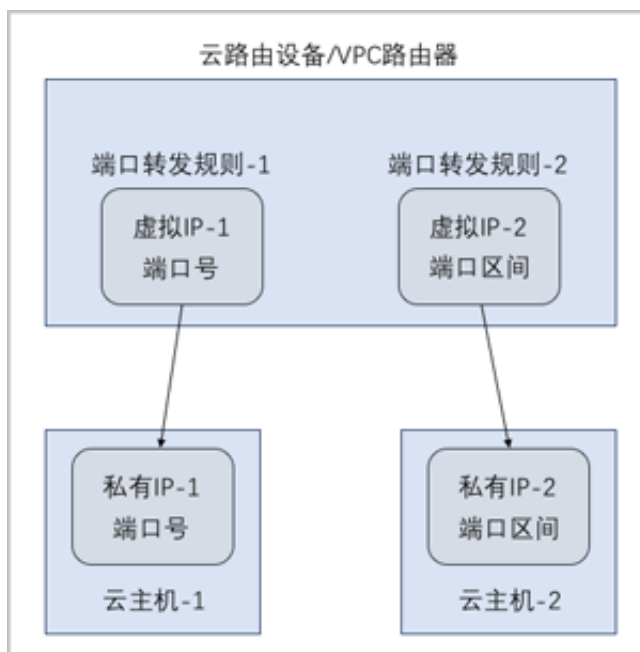 云路由设备/VPC路由器
端口转发规则-1
端口转发规则-2
虚拟IP-1
端口号
虚拟IP-2
端口区间
私有IP-1
端口号
私有IP-2
端口区间
云主机-1
云主机-2